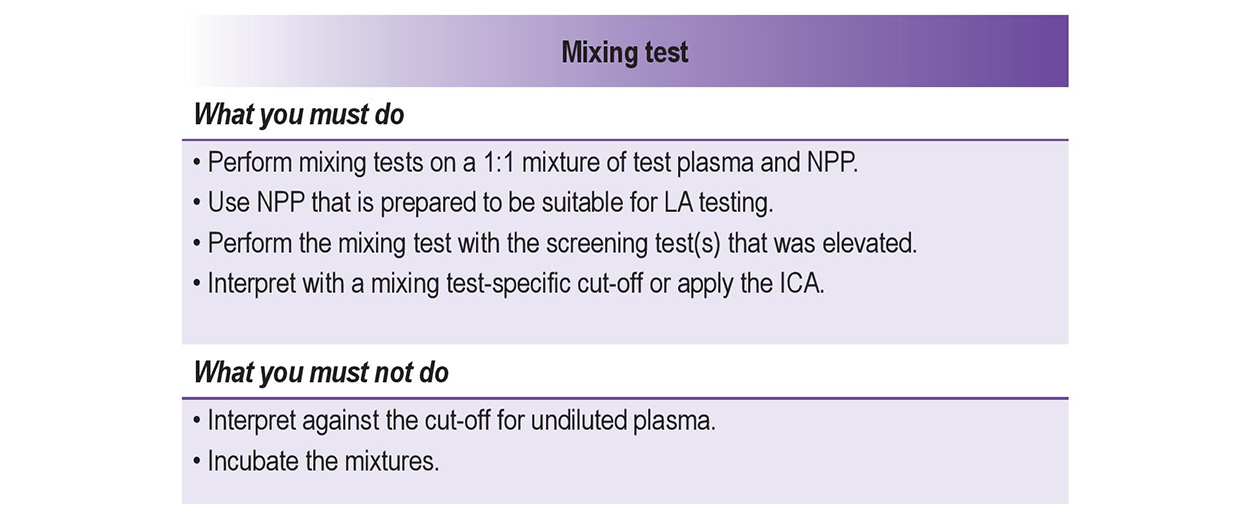 Mixing test
What you must do
• Perform mixing tests on a 1:1 mixture of test plasma and NPP.
• Use NPP that is prepared to be suitable for LA testing.
• Perform the mixing test with the screening test(s) that was elevated.
• Interpret with a mixing test-specific cut-off or apply the ICA.
What you must not do
• Interpret against the cut-off for undiluted plasma.
• Incubate the mixtures.